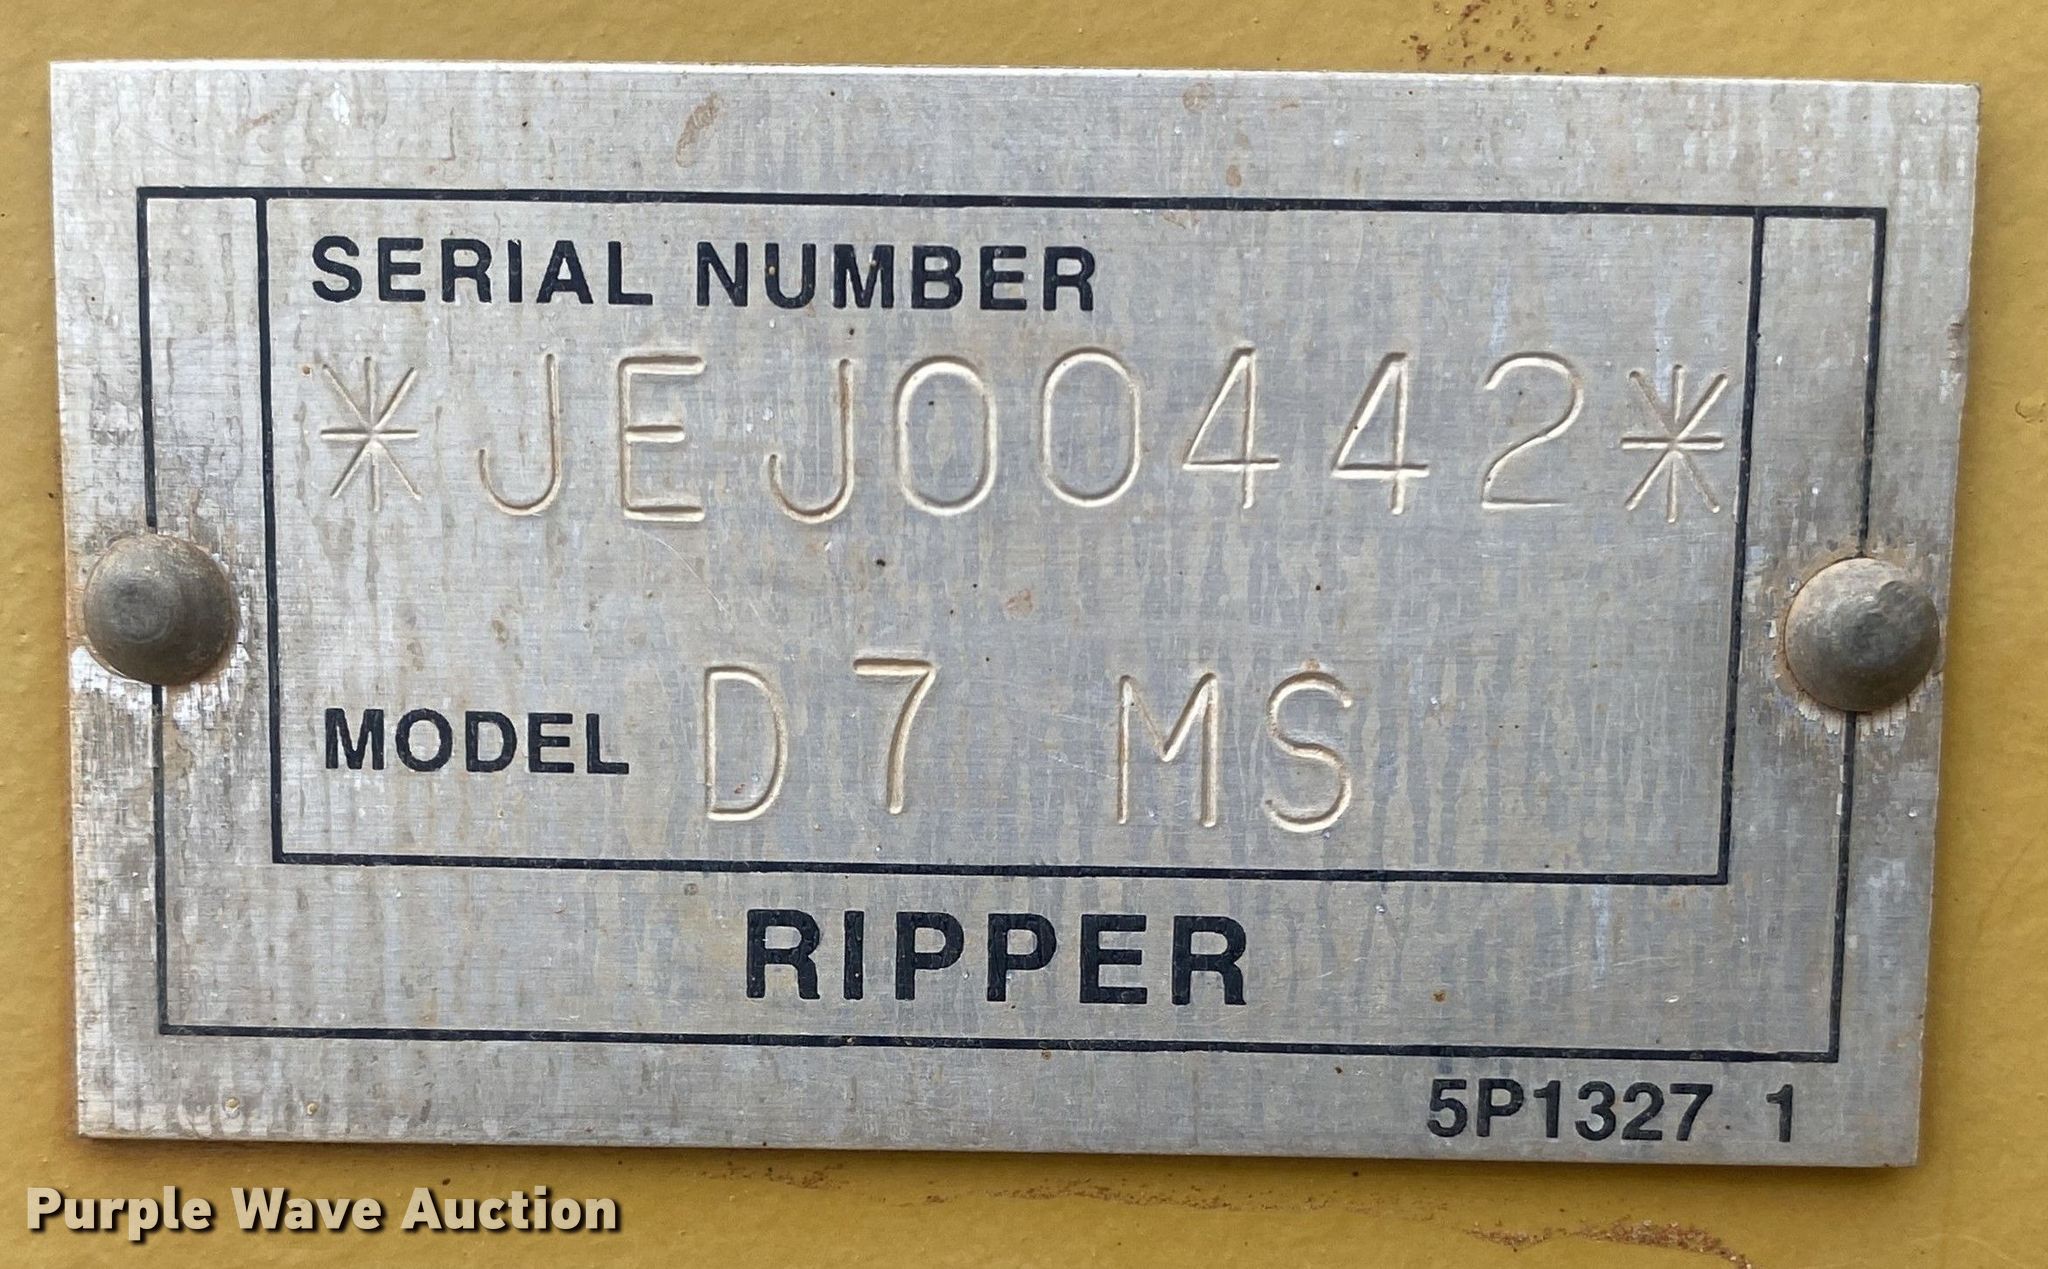 SERIAL NUMBER
*JEJ00442*
MODEL D7 MS
RIPPER
5P1327 1
Purple Wave Auction